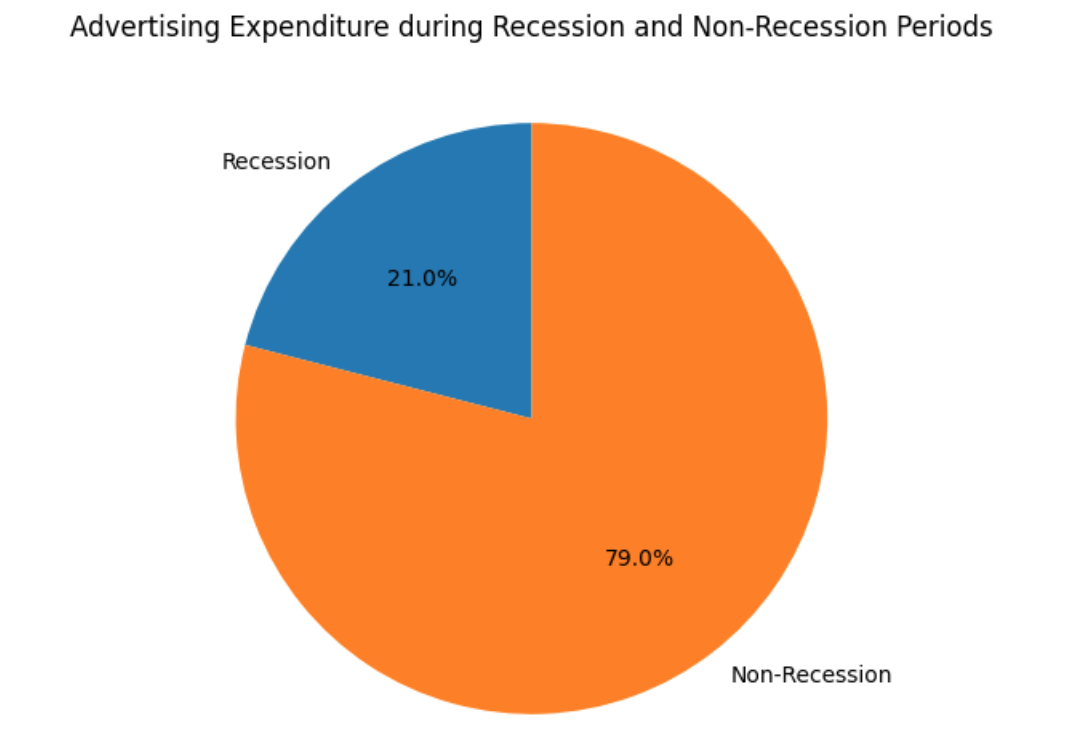 Advertising Expenditure during Recession and Non-Recession Periods
Recession
21.0%
79.0%
Non-Recession